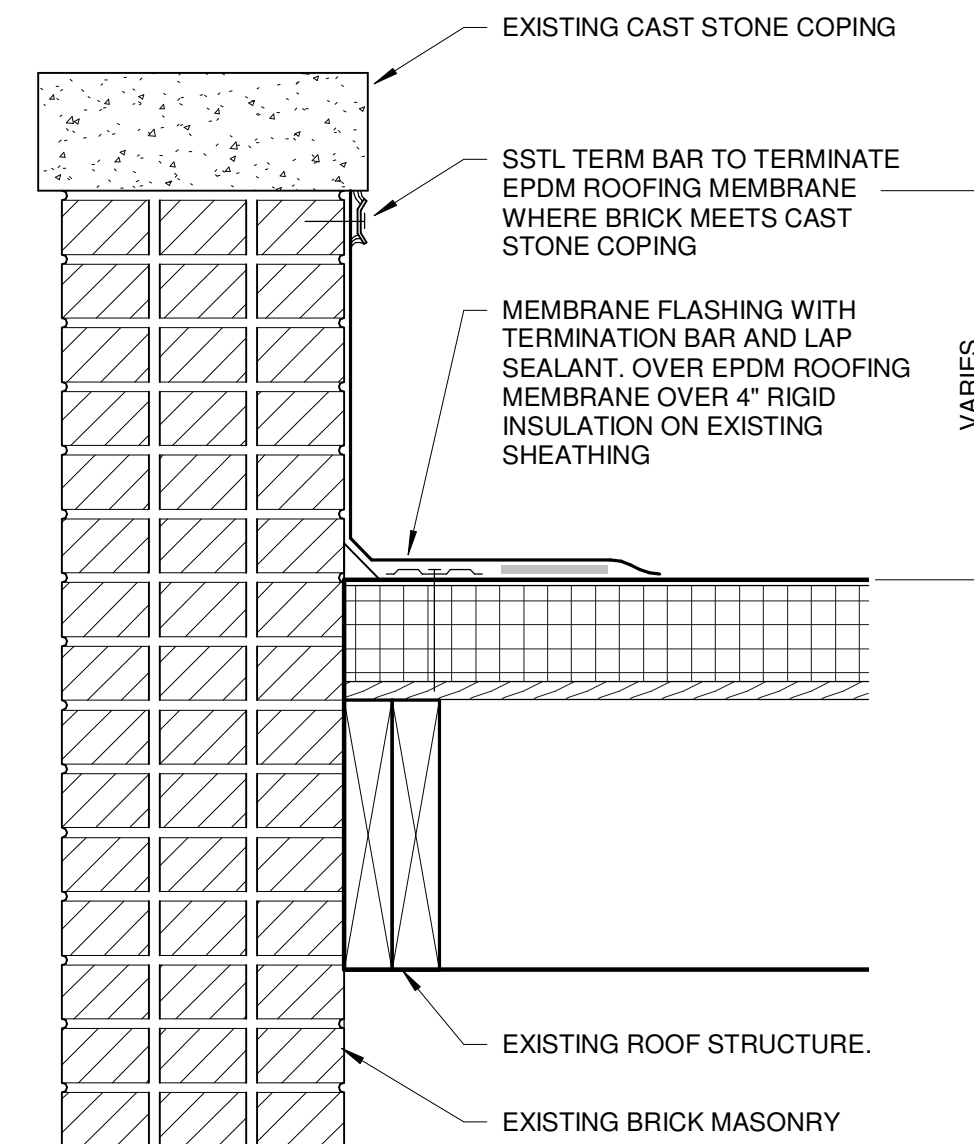 EXISTING CAST STONE COPING
SSTL TERM BAR TO TERMINATE
EPDM ROOFING MEMBRANE
WHERE BRICK MEETS CAST
STONE COPING
MEMBRANE FLASHING WITH
TERMINATION BAR AND LAP
SEALANT. OVER EPDM ROOFING
MEMBRANE OVER 4" RIGID
INSULATION ON EXISTING
SHEATHING
VARIES
EXISTING ROOF STRUCTURE.
EXISTING BRICK MASONRY